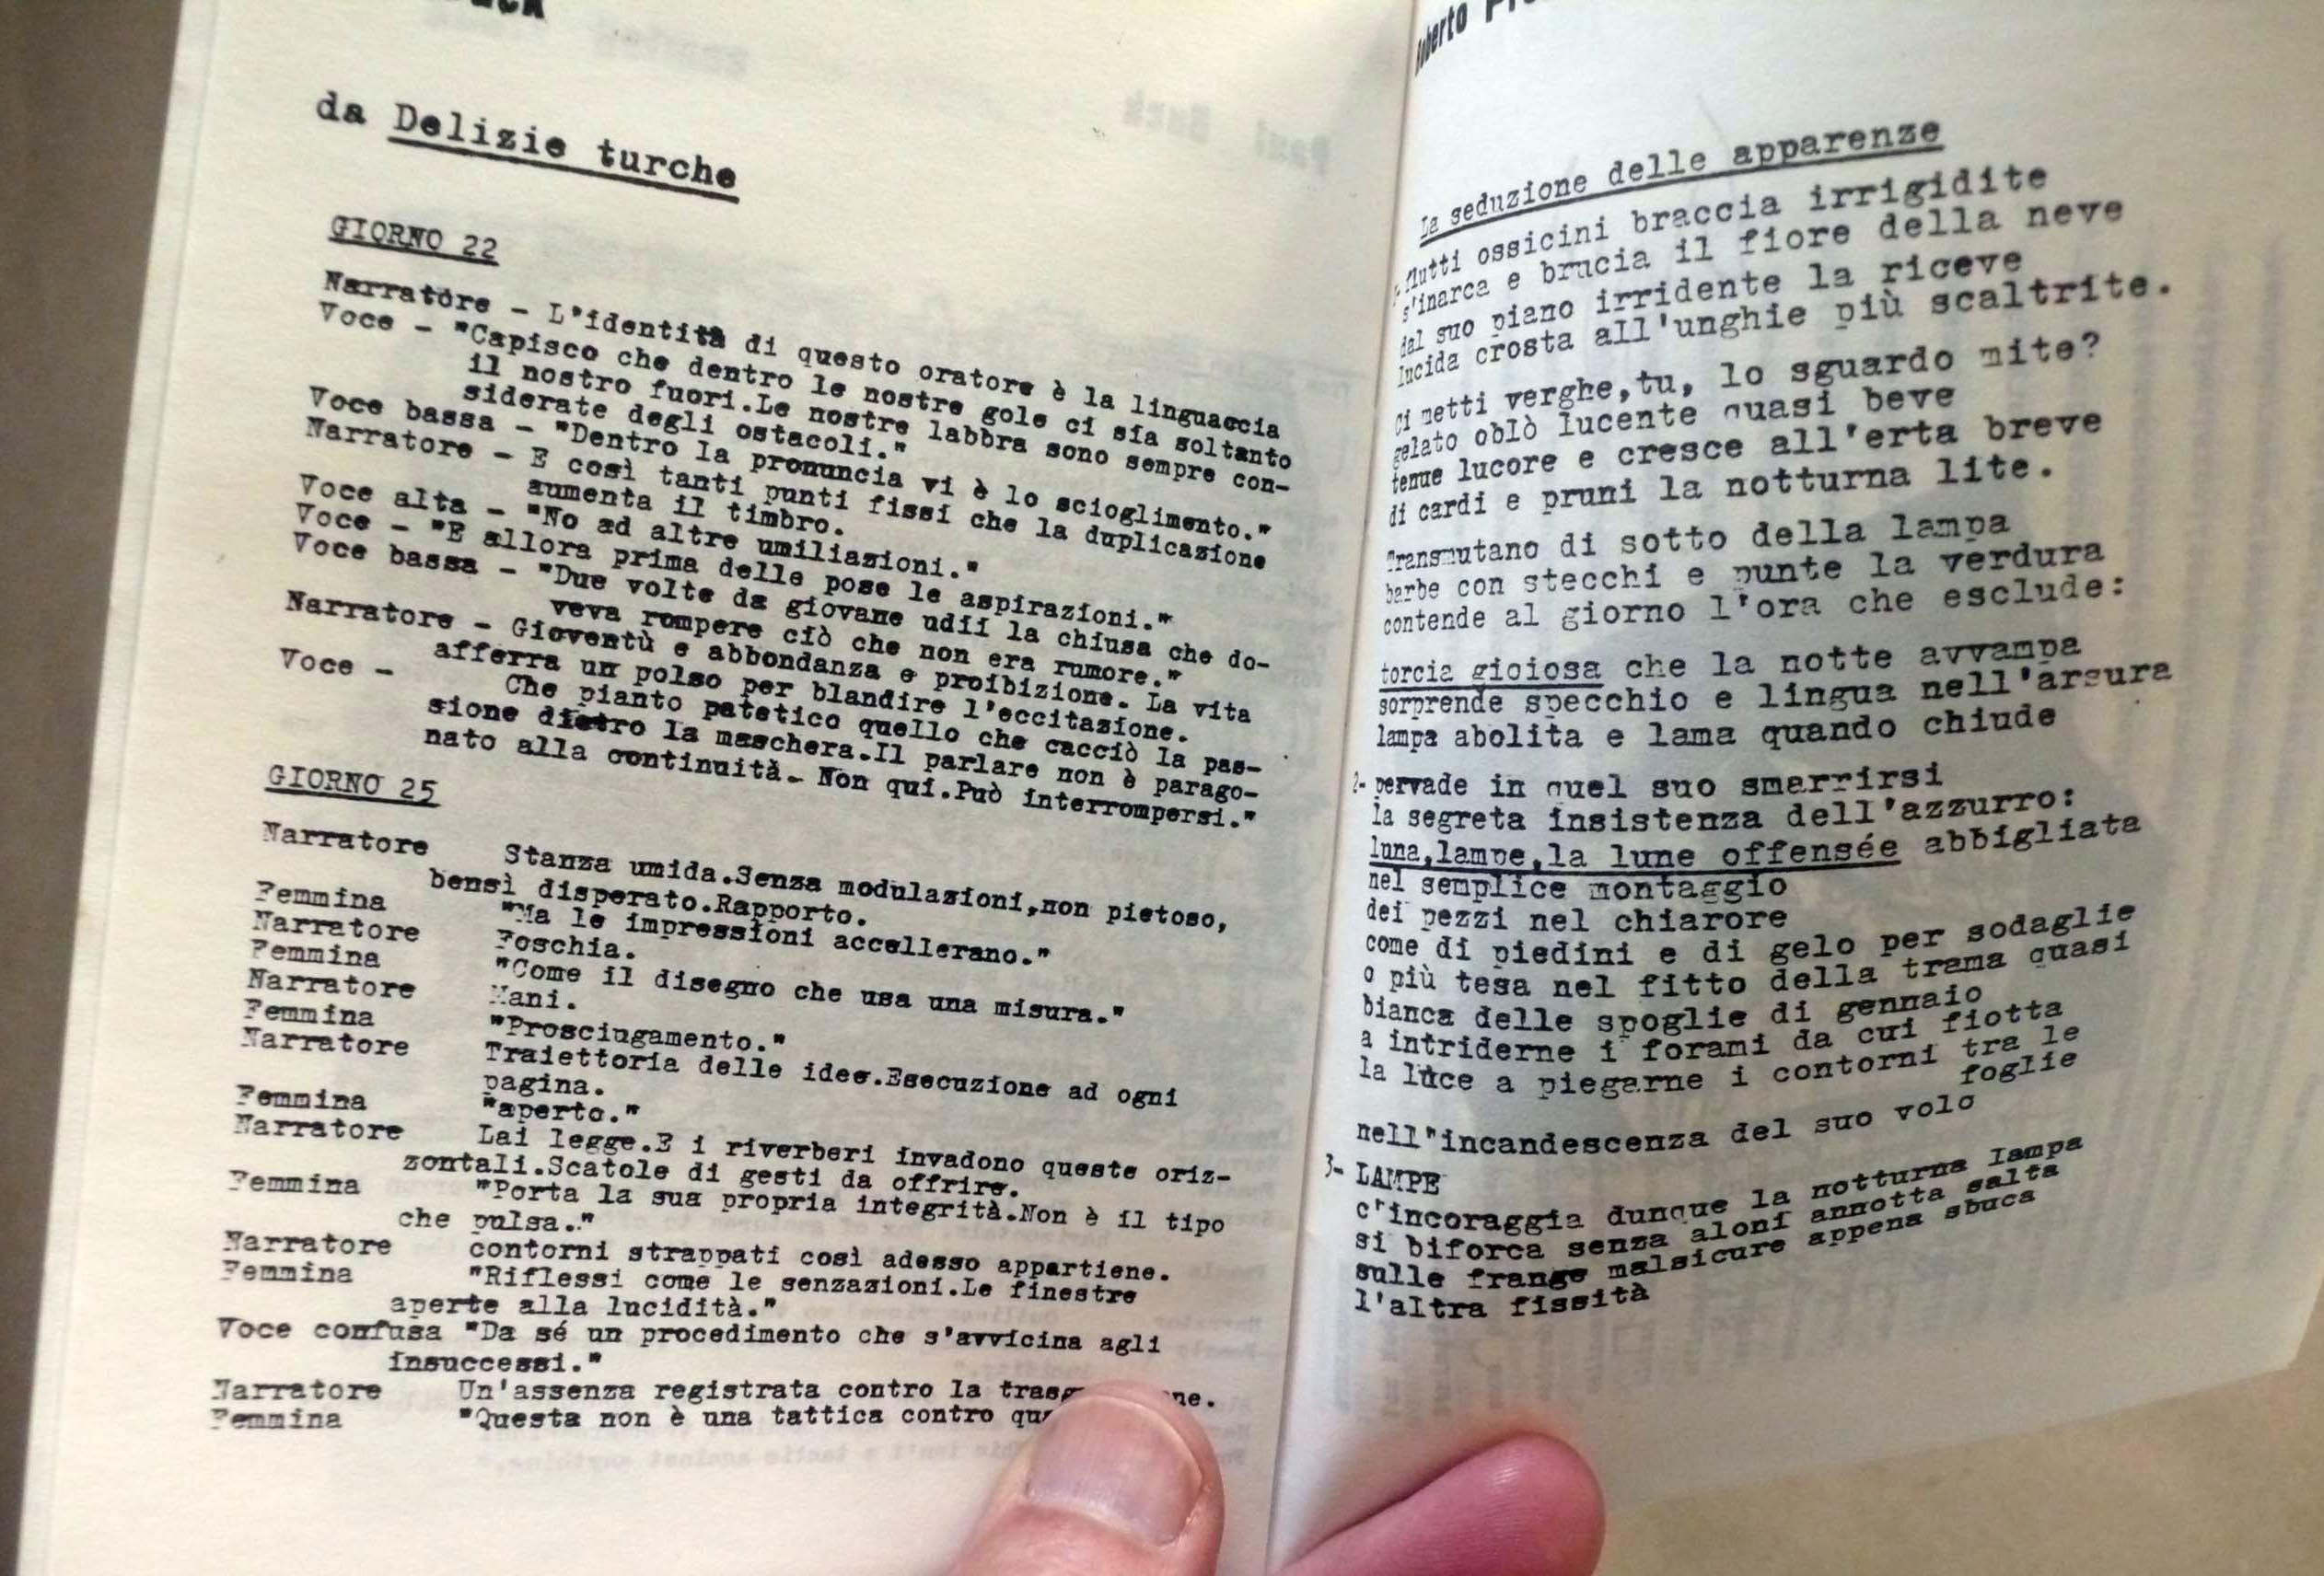 da Delizie turche
GIORNO 22
Narratore - L'identità di questo oratore è la linguaccia
Voce - "Capisco che dentro le nostre gole ci sia soltanto
il nostro fuori.Le nostre labbra sono sempre con-
siderate degli ostacoli."
Voce bassa - "Dentro la pronuncia vi è lo scioglimento."
Narratore - E così tanti punti fissi che la duplicazione
aumenta il timbro.
Voce alta - "No ad altre umiliazioni."
Voce - "E allora prima delle pose le aspirazioni."
Voce bassa - "Due volte da giovane udii la chiusa che do-
veva rompere ciò che non era rumore."
Narratore - Gioventù e abbondanza e proibizione. La vita
afferra un polso per blandire l'eccitazione.
Voce - Che pianto patetico quello che cacciò la pas-
sione dietro la maschera.Il parlare non è parago-
nato alla continuità. Non qui.Può interrompersi."
GIORNO 25
Narratore Stanza umida.Senza modulazioni,non pietoso,
bensì disperato.Rapporto.
Femmina "Ma le impressioni accellerano."
Narratore Foschia.
Femmina "Come il disegno che usa una misura."
Narratore Mani.
Femmina "Prosciugamento."
Narratore Traiettoria delle idee.Esecuzione ad ogni
pagina.
Femmina "aperto."
Narratore Lai legge.E i riverberi invadono queste oriz-
zontali.Scatole di gesti da offrire.
Femmina "Porta la sua propria integrità.Non è il tipo
che pulsa."
Narratore contorni strappati così adesso appartiene.
Femmina "Riflessi come le senzazioni.Le finestre
aperte alla lucidità."
Voce confusa "Da sé un procedimento che s'avvicina agli
insuccessi."
Narratore Un'assenza registrata contro la
Femmina "Questa non è una tattica contro
Roberto
La seduzione delle apparenze
ossicini braccia irrigidite
s'inarca e brucia il fiore della neve
dal suo piano irridente la riceve
lucida crosta all'unghie più scaltrite.
Ci metti verghe,tu, lo sguardo mite?
gelato oblò lucente quasi beve
tenue lucore e cresce all'erta breve
di cardi e pruni la notturna lite.
Transmutano di sotto della lampa
barbe con stecchi e punte la verdura
contende al giorno l'ora che esclude:
torcia gioiosa che la notte avvampa
sorprende specchio e lingua nell'arsura
lampa abolita e lama quando chiude
2- pervade in quel suo smarrirsi
la segreta insistenza dell'azzurro:
luna,lampe,la lune offensée abbigliata
nel semplice montaggio
dei pezzi nel chiarore
come di piedini e di gelo per sodaglie
o più tesa nel fitto della trama quasi
bianca delle spoglie di gennaio
a intriderne i forami da cui fiotta
la luce a piegarne i contorni tra le
foglie
nell"incandescenza del suo volo
3- LAMPE
c'incoraggia dunque la notturna lampa
si biforca senza aloni annotta salta
sulle frange malsicure appena sbuca
l'altra fissità